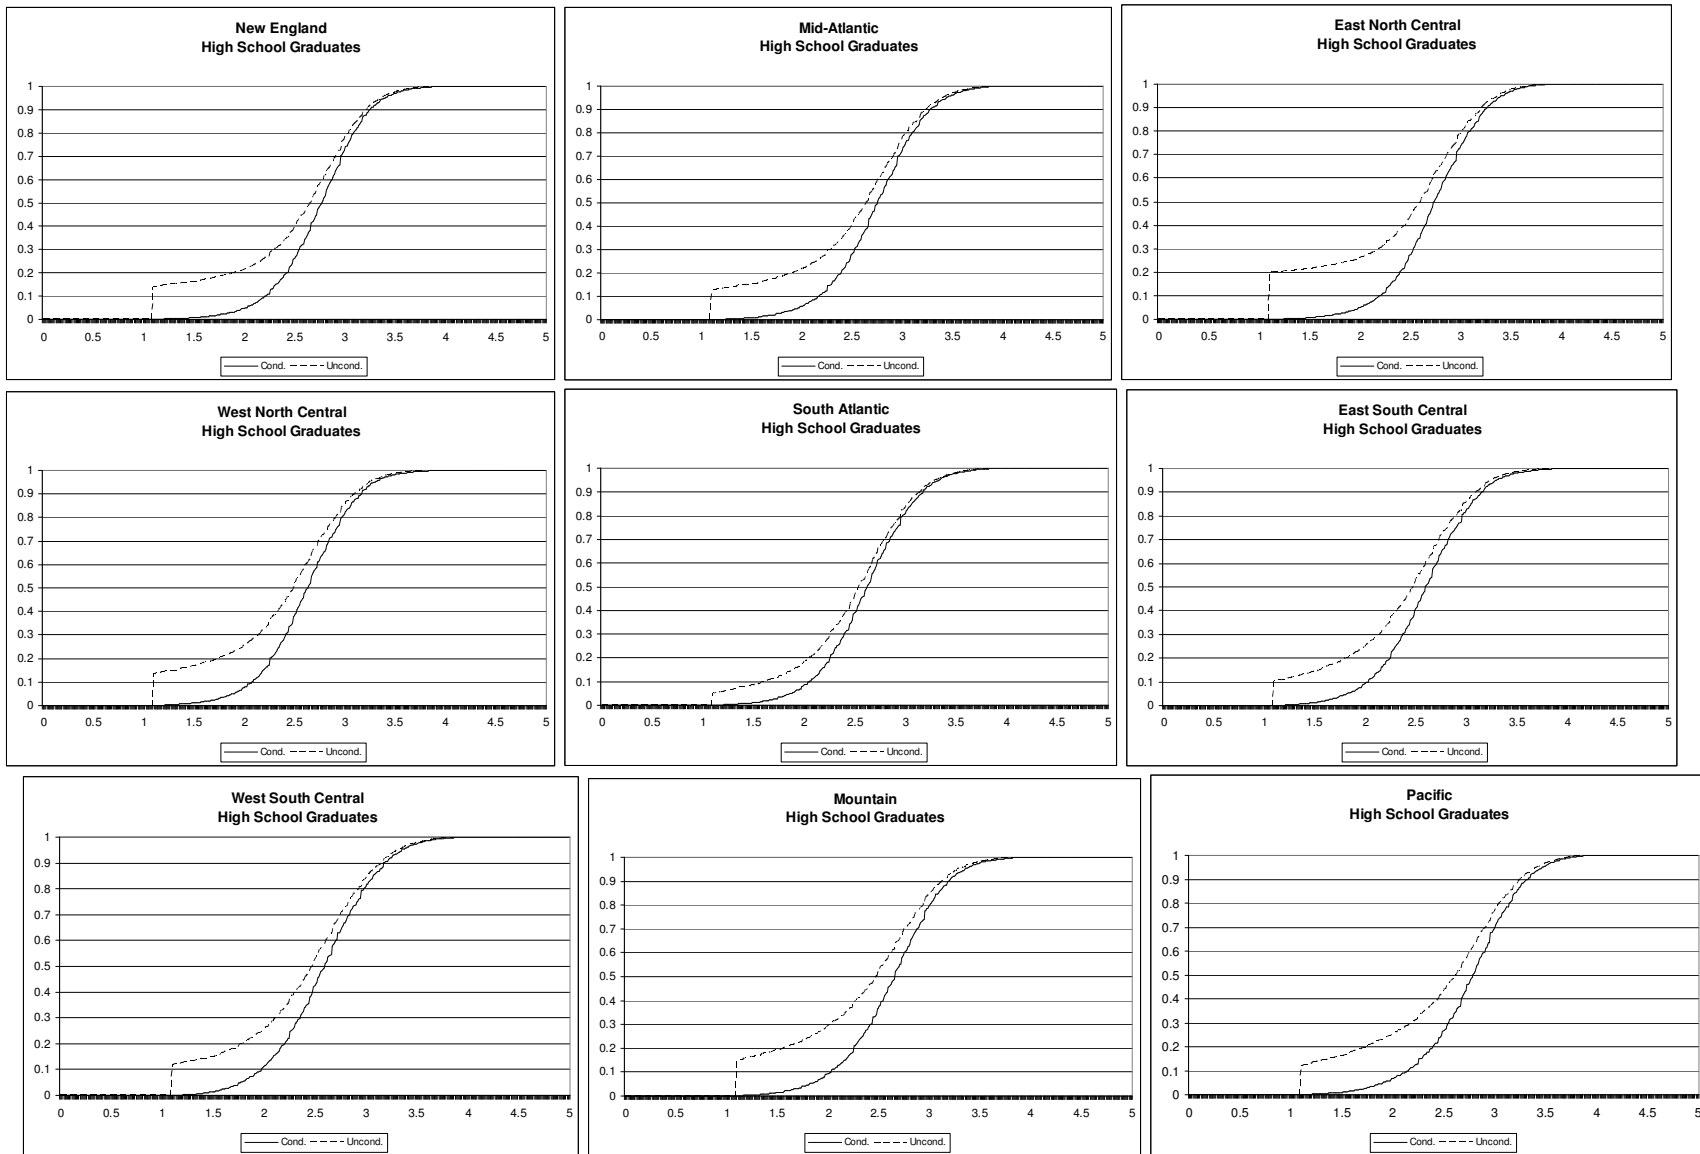 New England
High School Graduates
1
0.9
0.8
0.7
0.6
0.5
0.4
0.3
0.2
0.1
0
0 0.5 1 1.5 2 2.5 3 3.5 4 4.5 5
Cond. Uncond.
Mid-Atlantic
High School Graduates
1
0.9
0.8
0.7
0.6
0.5
0.4
0.3
0.2
0.1
0
0 0.5 1 1.5 2 2.5 3 3.5 4 4.5 5
Cond. Uncond.
East North Central
High School Graduates
1
0.9
0.8
0.7
0.6
0.5
0.4
0.3
0.2
0.1
0
0 0.5 1 1.5 2 2.5 3 3.5 4 4.5 5
Cond. Uncond.
West North Central
High School Graduates
1
0.9
0.8
0.7
0.6
0.5
0.4
0.3
0.2
0.1
0
0 0.5 1 1.5 2 2.5 3 3.5 4 4.5 5
Cond. Uncond.
South Atlantic
High School Graduates
1
0.9
0.8
0.7
0.6
0.5
0.4
0.3
0.2
0.1
0
0 0.5 1 1.5 2 2.5 3 3.5 4 4.5 5
Cond. Uncond.
East South Central
High School Graduates
1
0.9
0.8
0.7
0.6
0.5
0.4
0.3
0.2
0.1
0
0 0.5 1 1.5 2 2.5 3 3.5 4 4.5 5
Cond. Uncond.
West South Central
High School Graduates
1
0.9
0.8
0.7
0.6
0.5
0.4
0.3
0.2
0.1
0
0 0.5 1 1.5 2 2.5 3 3.5 4 4.5 5
Cond. Uncond.
Mountain
High School Graduates
1
0.9
0.8
0.7
0.6
0.5
0.4
0.3
0.2
0.1
0
0 0.5 1 1.5 2 2.5 3 3.5 4 4.5 5
Cond. Uncond.
Pacific
High School Graduates
1
0.9
0.8
0.7
0.6
0.5
0.4
0.3
0.2
0.1
0
0 0.5 1 1.5 2 2.5 3 3.5 4 4.5 5
Cond. Uncond.